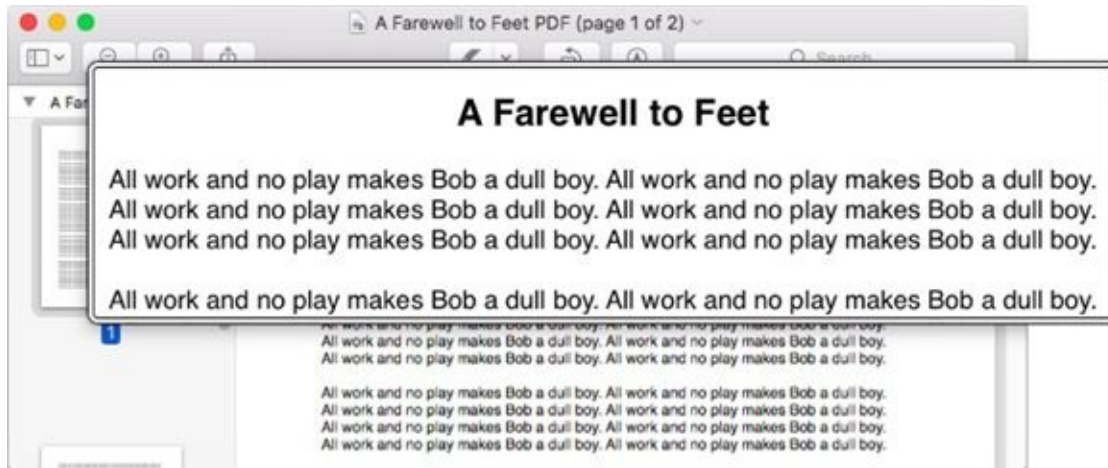 A Farewell to Feet PDF (page 1 of 2)
Search
A Far
A Farewell to Feet
All work and no play makes Bob a dull boy. All work and no play makes Bob a dull boy.
All work and no play makes Bob a dull boy. All work and no play makes Bob a dull boy.
All work and no play makes Bob a dull boy. All work and no play makes Bob a dull boy.
All work and no play makes Bob a dull boy. All work and no play makes Bob a dull boy.
1
All work and no play makes Bob a dull boy. All work and no play makes Bob a dull boy.
All work and no play makes Bob a dull boy. All work and no play makes Bob a dull boy.
All work and no play makes Bob a dull boy. All work and no play makes Bob a dull boy.
All work and no play makes Bob a dull boy. All work and no play makes Bob a dull boy.
All work and no play makes Bob a dull boy. All work and no play makes Bob a dull boy.
All work and no play makes Bob a dull boy. All work and no play makes Bob a dull boy.
All work and no play makes Bob a dull boy. All work and no play makes Bob a dull boy.